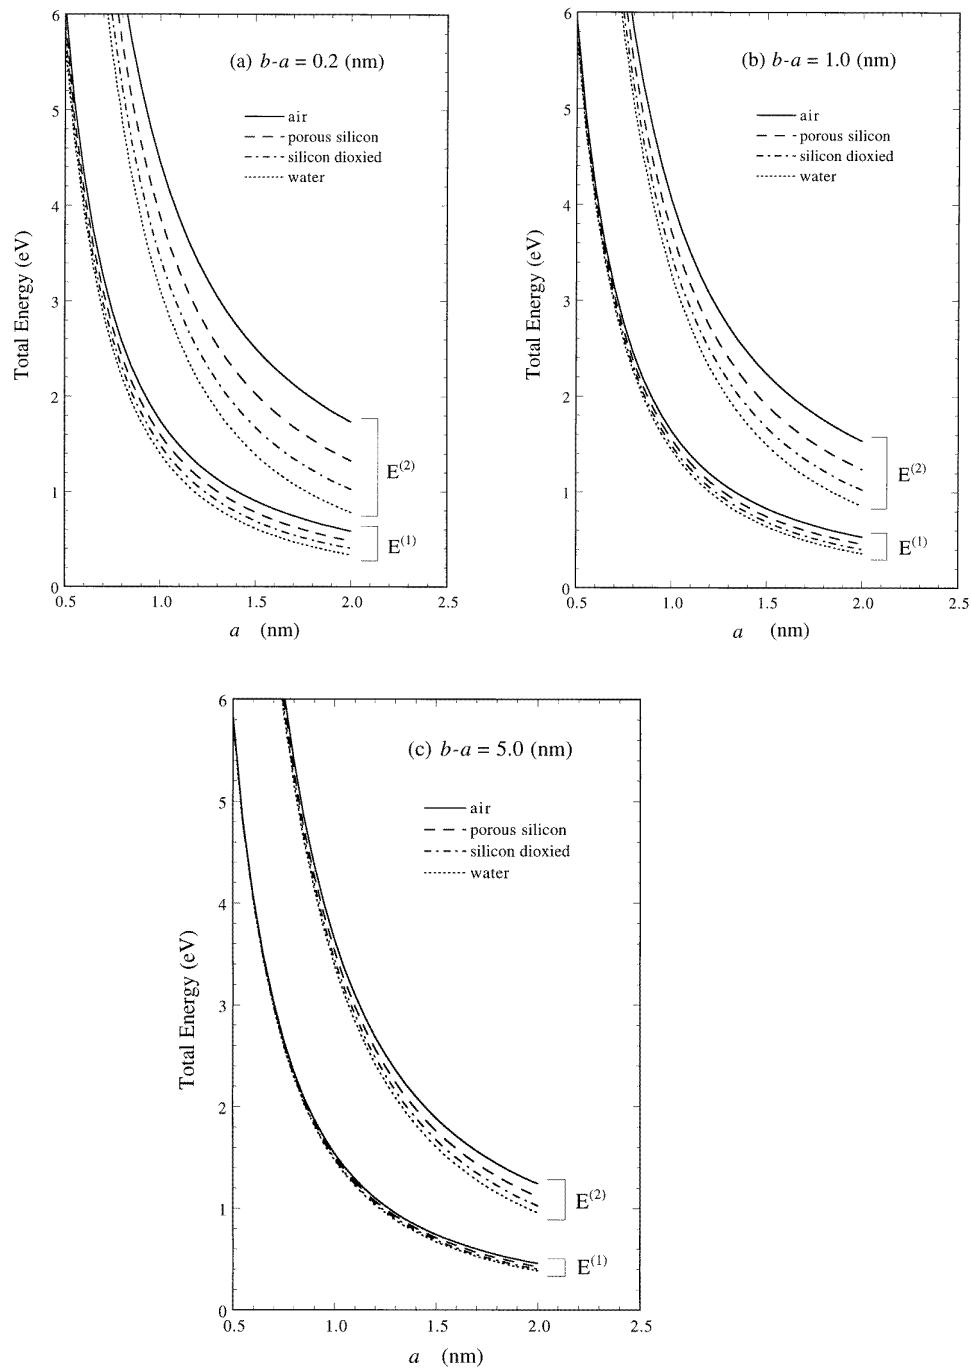 6
5
4
3
2
1
0
Total Energy (eV)
(a) b-a = 0.2 (nm)
air
porous silicon
silicon dioxied
water
E(2)
E(1)
0.5 1.0 1.5 2.0 2.5
a (nm)
6
5
4
3
2
1
0
Total Energy (eV)
(b) b-a = 1.0 (nm)
air
porous silicon
silicon dioxied
water
E(2)
E(1)
0.5 1.0 1.5 2.0 2.5
a (nm)
6
5
4
3
2
1
0
Total Energy (eV)
(c) b-a = 5.0 (nm)
air
porous silicon
silicon dioxied
water
E(2)
E(1)
0.5 1.0 1.5 2.0 2.5
a (nm)